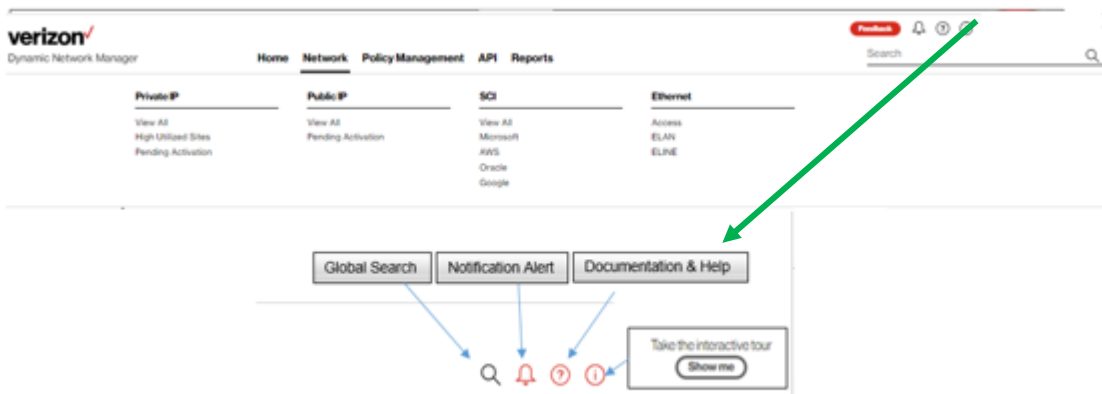 verizon
Dynamic Network Manager
Home Network Policy Management API Reports
Feedback
Search
Private IP
View All
High Utilized Sites
Pending Activation
Public IP
View All
Pending Activation
SCI
View All
Microsoft
AWS
Oracle
Google
Ethernet
Access
ELAN
ELINE
Global Search
Notification Alert
Documentation & Help
Take the interactive tour
Show me